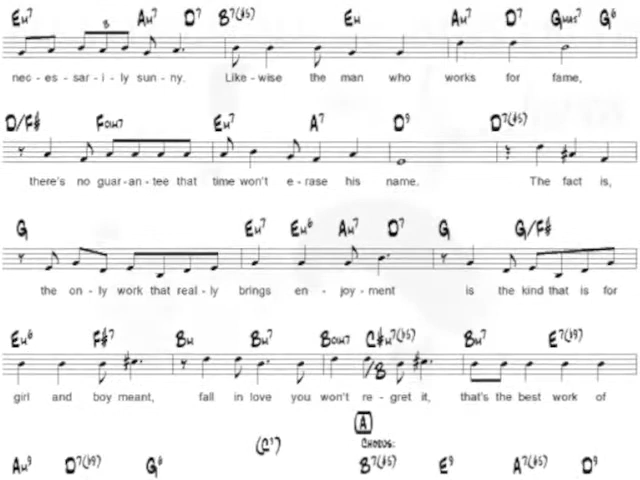 Em7 Am7 D7 B7(#5) Em Am7 D7 Gmaj7 G6
3
nec - es - sar - i - ly sun - ny. Like - wise the man who works for fame,
D/F# Fdim7 Em7 A7 D9 D7(#5)
there's no guar - an - tee that time won't e - rase his name. The fact is,
G Em7 Em6 Am7 D7 G G/F#
the on - ly work that real - ly brings en - joy - ment is the kind that is for
Em6 F#7 Bm Bm7 Bdim7 C#m7(b5) Bm7 E7(b9)
/B
girl and boy meant, fall in love you won't re - gret it, that's the best work of
A
(C7) Chorus:
Am9 D7(b9) G6 B7(#5) E9 A7(#5) D9